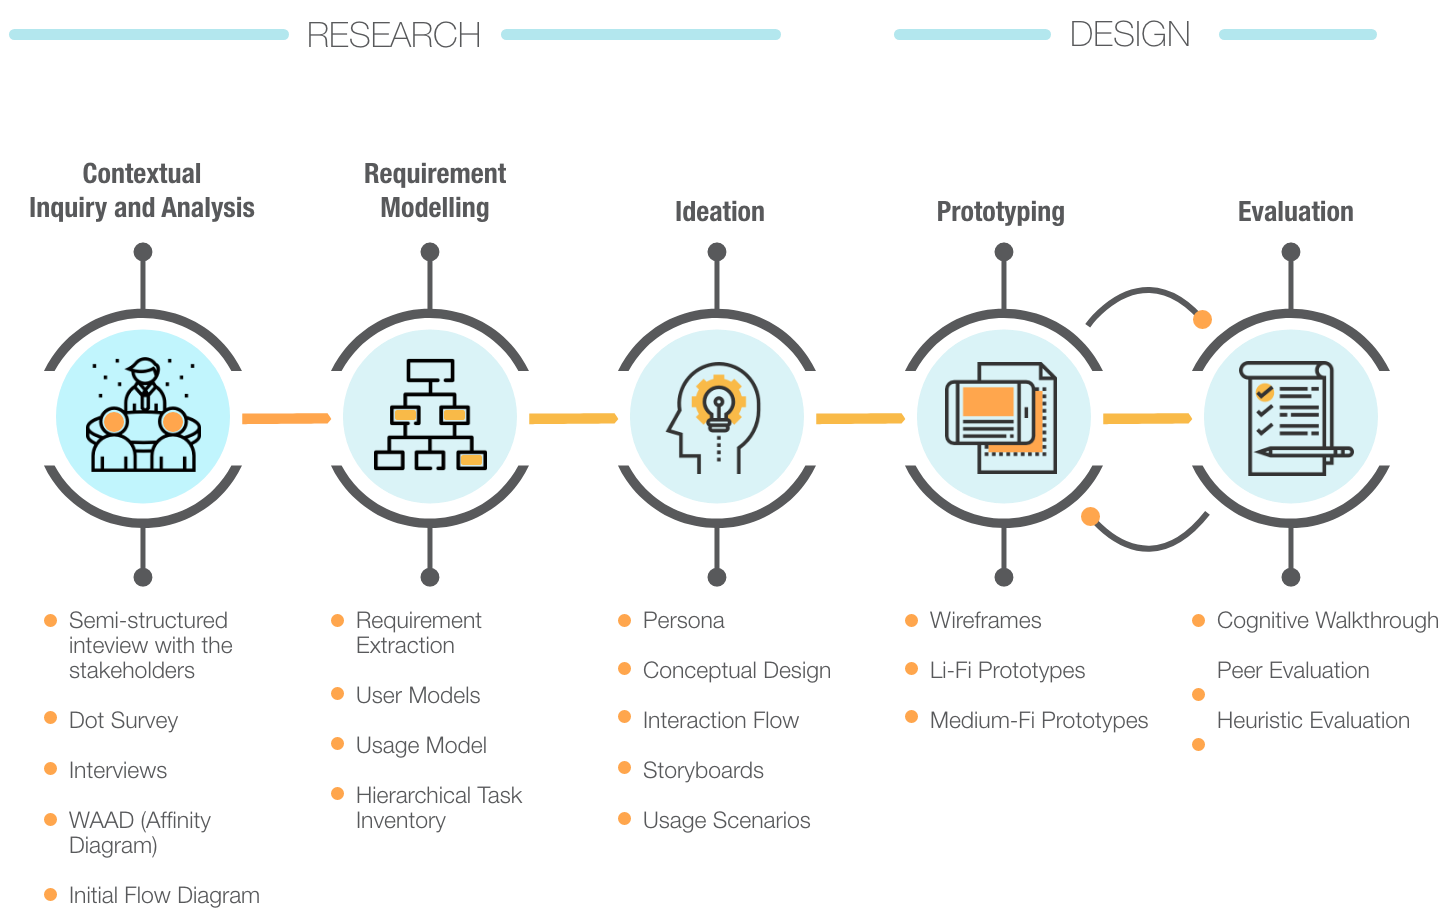 RESEARCH
DESIGN
Contextual
Inquiry and Analysis
Requirement
Modelling
Ideation
Prototyping
Evaluation
Semi-structured
inteview with the
stakeholders
Dot Survey
Interviews
WAAD (Affinity
Diagram)
Initial Flow Diagram
Requirement
Extraction
User Models
Usage Model
Hierarchical Task
Inventory
Persona
Conceptual Design
Interaction Flow
Storyboards
Usage Scenarios
Wireframes
Li-Fi Prototypes
Medium-Fi Prototypes
Cognitive Walkthrough
Peer Evaluation
Heuristic Evaluation